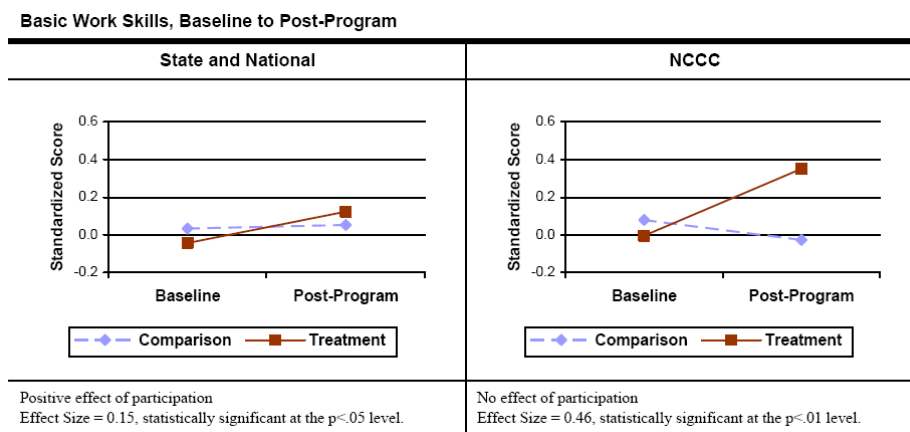 Basic Work Skills, Baseline to Post-Program
State and National
Standardized Score
0.6
0.4
0.2
0.0
-0.2
Baseline Post-Program
Comparison Treatment
Positive effect of participation
Effect Size = 0.15, statistically significant at the p<.05 level.
NCCC
Standardized Score
0.6
0.4
0.2
0.0
-0.2
Baseline Post-Program
Comparison Treatment
No effect of participation
Effect Size = 0.46, statistically significant at the p<.01 level.